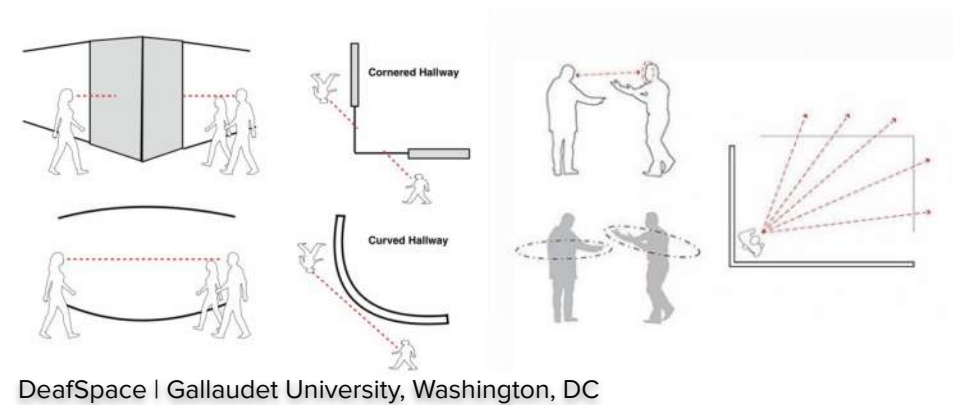 Cornered Hallway
Curved Hallway
DeafSpace | Gallaudet University, Washington, DC